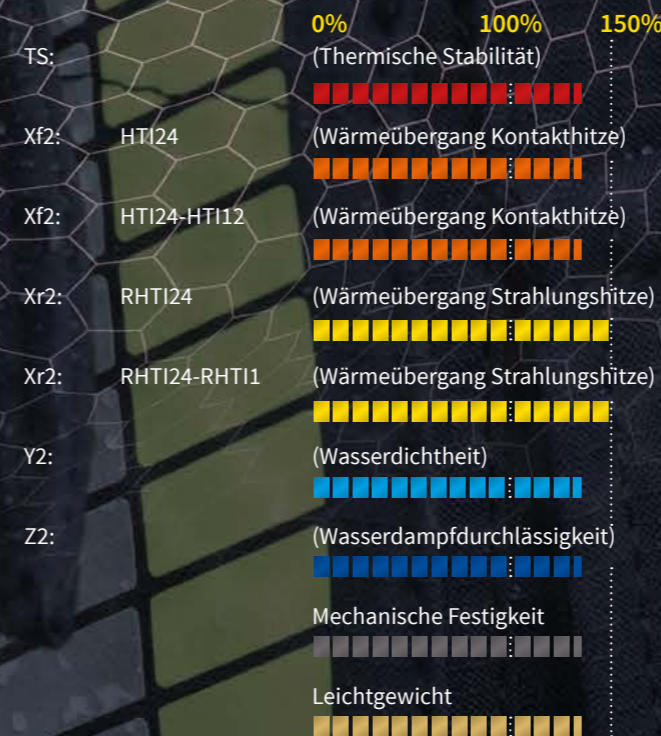 0% 100% 150%
TS: (Thermische Stabilität)
Xf2: HTI24 (Wärmeübergang Kontakthitze)
Xf2: HTI24-HTI12 (Wärmeübergang Kontakthitze)
Xr2: RHTI24 (Wärmeübergang Strahlungshitze)
Xr2: RHTI24-RHTI1 (Wärmeübergang Strahlungshitze)
Y2: (Wasserdichtheit)
Z2: (Wasserdampfdurchlässigkeit)
Mechanische Festigkeit
Leichtgewicht